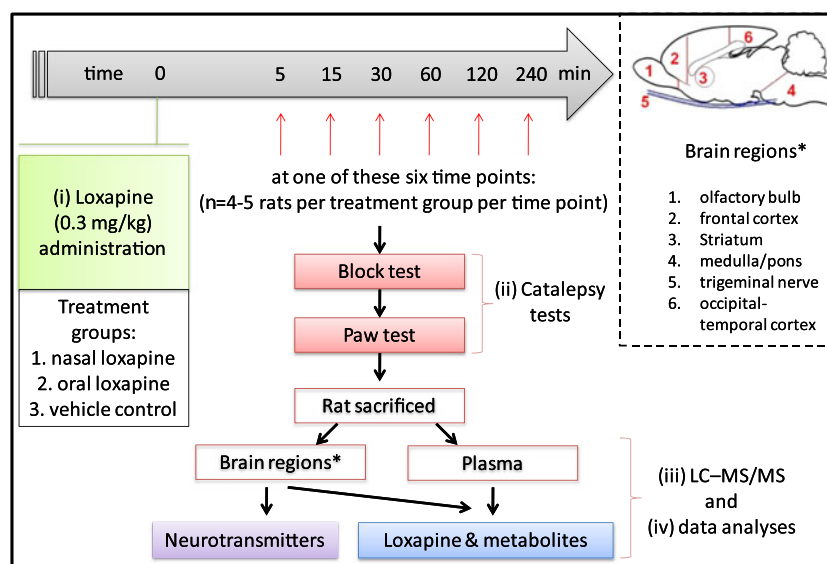 time 0 5 15 30 60 120 240 min
(i) Loxapine
(0.3 mg/kg)
administration
Treatment
groups:
1. nasal loxapine
2. oral loxapine
3. vehicle control
at one of these six time points:
(n=4-5 rats per treatment group per time point)
Block test
Paw test
(ii) Catalepsy
tests
Rat sacrificed
Brain regions*
Plasma
Neurotransmitters
Loxapine & metabolites
(iii) LC–MS/MS
and
(iv) data analyses
1
2
3
4
5
6
Brain regions*
1. olfactory bulb
2. frontal cortex
3. Striatum
4. medulla/pons
5. trigeminal nerve
6. occipital-
temporal cortex